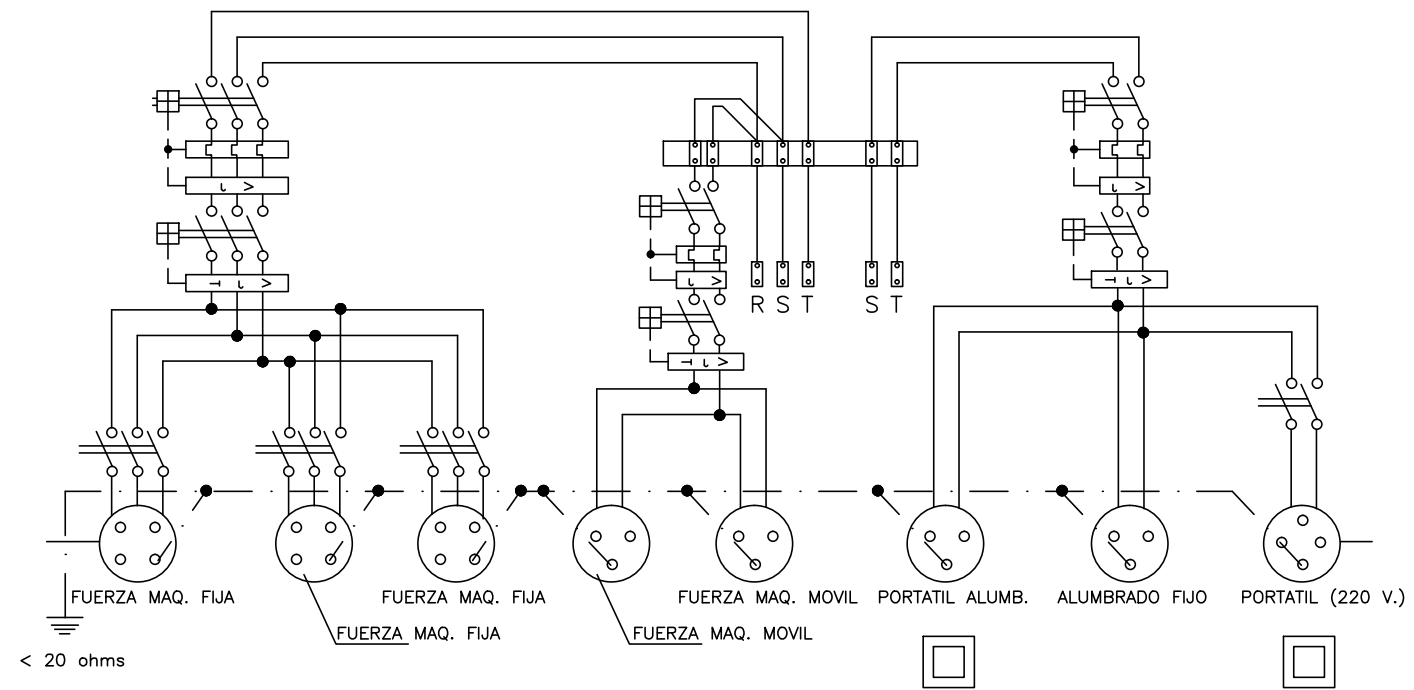 R S T S T
FUERZA MAQ. FIJA FUERZA MAQ. FIJA FUERZA MAQ. MOVIL PORTATIL ALUMB. ALUMBRADO FIJO PORTATIL (220 V.)
FUERZA MAQ. FIJA FUERZA MAQ. MOVIL
< 20 ohms